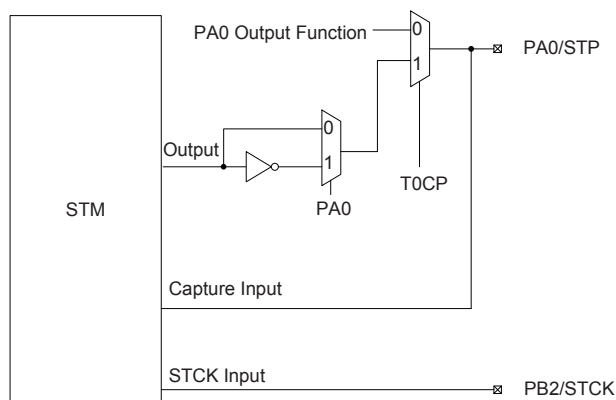 PA0 Output Function
0
1
PA0/STP
Output
0
1
T0CP
PA0
STM
Capture Input
STCK Input
PB2/STCK